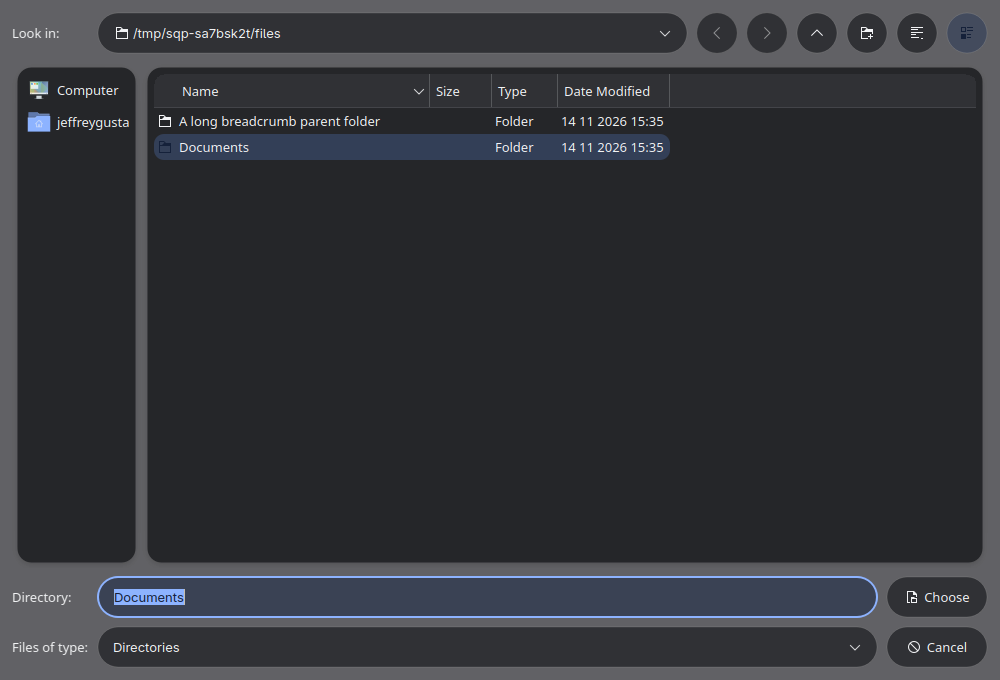 Look in: /tmp/sqp-sa7bsk2t/files
Computer
jeffreygusta
Name Size Type Date Modified
A long breadcrumb parent folder Folder 14 11 2026 15:35
Documents Folder 14 11 2026 15:35
Directory: Documents Choose
Files of type: Directories Cancel